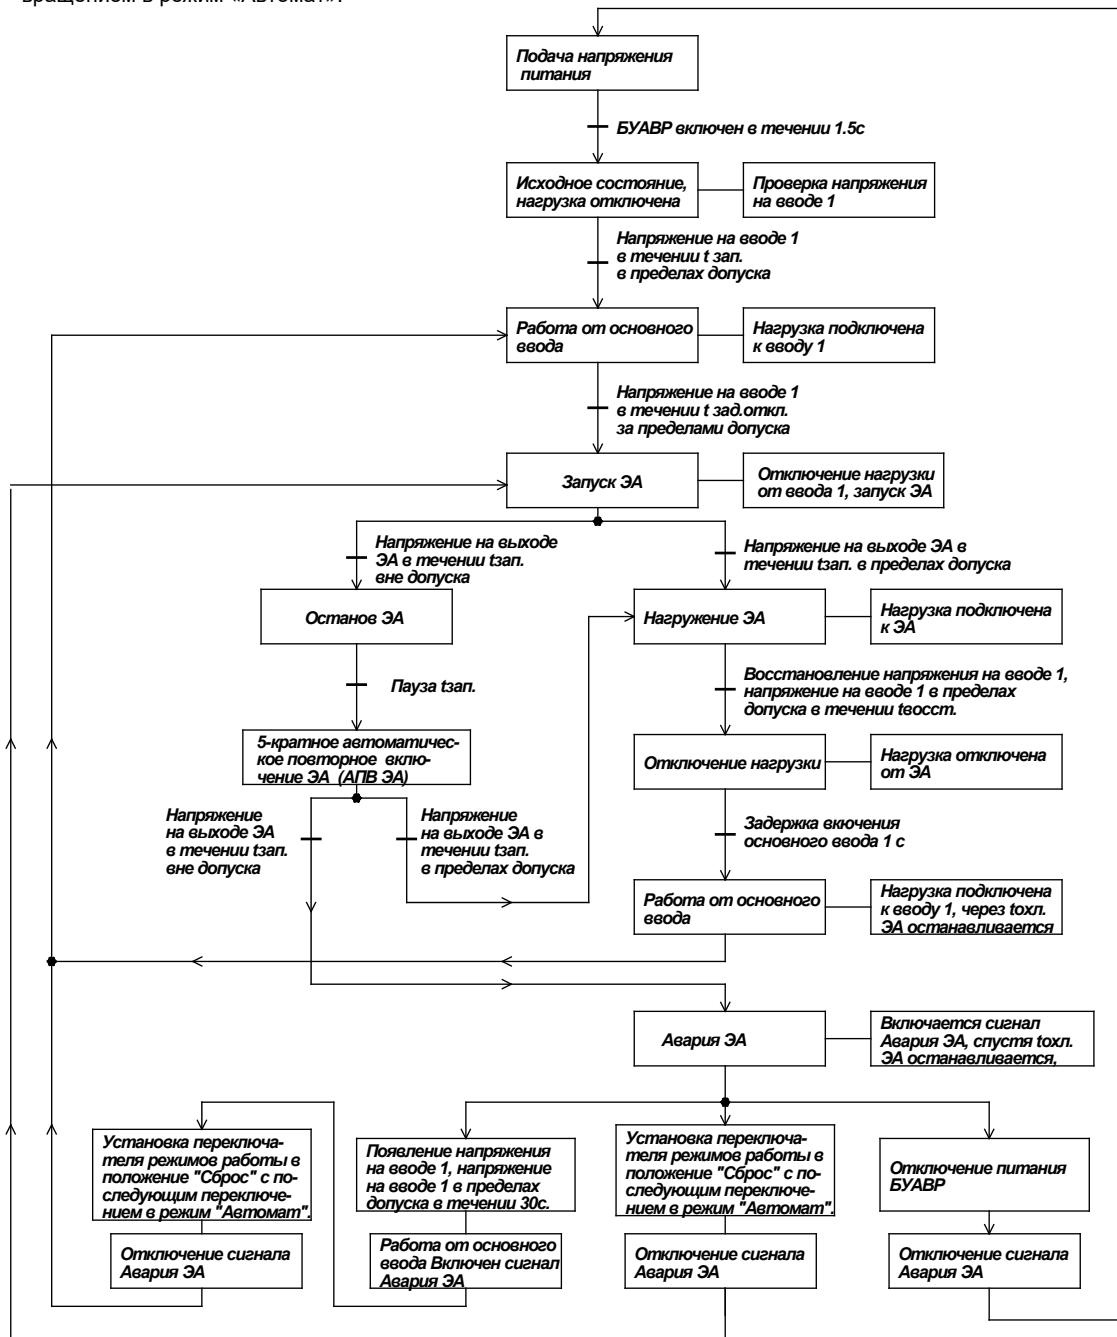 вращением в режим «Автомат».
Подача напряжения
питания
БУАВР включен в течении 1.5с
Исходное состояние,
нагрузка отключена
Проверка напряжения
на вводе 1
Напряжение на вводе 1
в течении t зап.
в пределах допуска
Работа от основного
ввода
Нагрузка подключена
к вводу 1
Напряжение на вводе 1
в течении t зад.откл.
за пределами допуска
Запуск ЭА
Отключение нагрузки
от ввода 1, запуск ЭА
Напряжение на выходе
ЭА в течении tзап.
вне допуска
Напряжение на выходе ЭА в
течении tзап. в пределах допуска
Останов ЭА
Нагружение ЭА
Нагрузка подключена
к ЭА
Пауза tзап.
Восстановление напряжения на вводе 1,
напряжение на вводе 1 в пределах
допуска в течении tвосст.
5-кратное автоматичес-
кое повторное вклю-
чение ЭА (АПВ ЭА)
Отключение нагрузки
Нагрузка отключена
от ЭА
Напряжение
на выходе ЭА
в течении tзап.
вне допуска
Напряжение
на выходе ЭА в
течении tзап.
в пределах допуска
Задержка вкючения
основного ввода 1 с
Работа от основного
ввода
Нагрузка подключена
к вводу 1, через tохл.
ЭА останавливается
Авария ЭА
Включается сигнал
Авария ЭА, спустя tохл.
ЭА останавливается,
Установка переключа-
теля режимов работы в
положение "Сброс" с по-
следующим переключе-
нием в режим "Автомат".
Появление напряжения
на вводе 1, напряжение
на вводе 1 в пределах
допуска в течении 30с.
Установка переключа-
теля режимов работы в
положение "Сброс" с по-
следующим переключе-
нием в режим "Автомат".
Отключение питания
БУАВР
Отключение сигнала
Авария ЭА
Работа от основного
ввода Включен сигнал
Авария ЭА
Отключение сигнала
Авария ЭА
Отключение сигнала
Авария ЭА